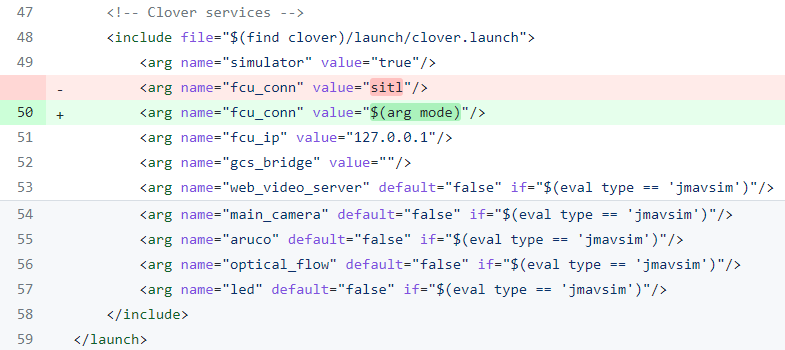 47 <!-- Clover services -->
48 <include file="$(find clover)/launch/clover.launch">
49 <arg name="simulator" value="true"/>
- <arg name="fcu_conn" value="sitl"/>
50 + <arg name="fcu_conn" value="$(arg mode)"/>
51 <arg name="fcu_ip" value="127.0.0.1"/>
52 <arg name="gcs_bridge" value=""/>
53 <arg name="web_video_server" default="false" if="$(eval type == 'jmavsim')"/>
54 <arg name="main_camera" default="false" if="$(eval type == 'jmavsim')"/>
55 <arg name="aruco" default="false" if="$(eval type == 'jmavsim')"/>
56 <arg name="optical_flow" default="false" if="$(eval type == 'jmavsim')"/>
57 <arg name="led" default="false" if="$(eval type == 'jmavsim')"/>
58 </include>
59 </launch>